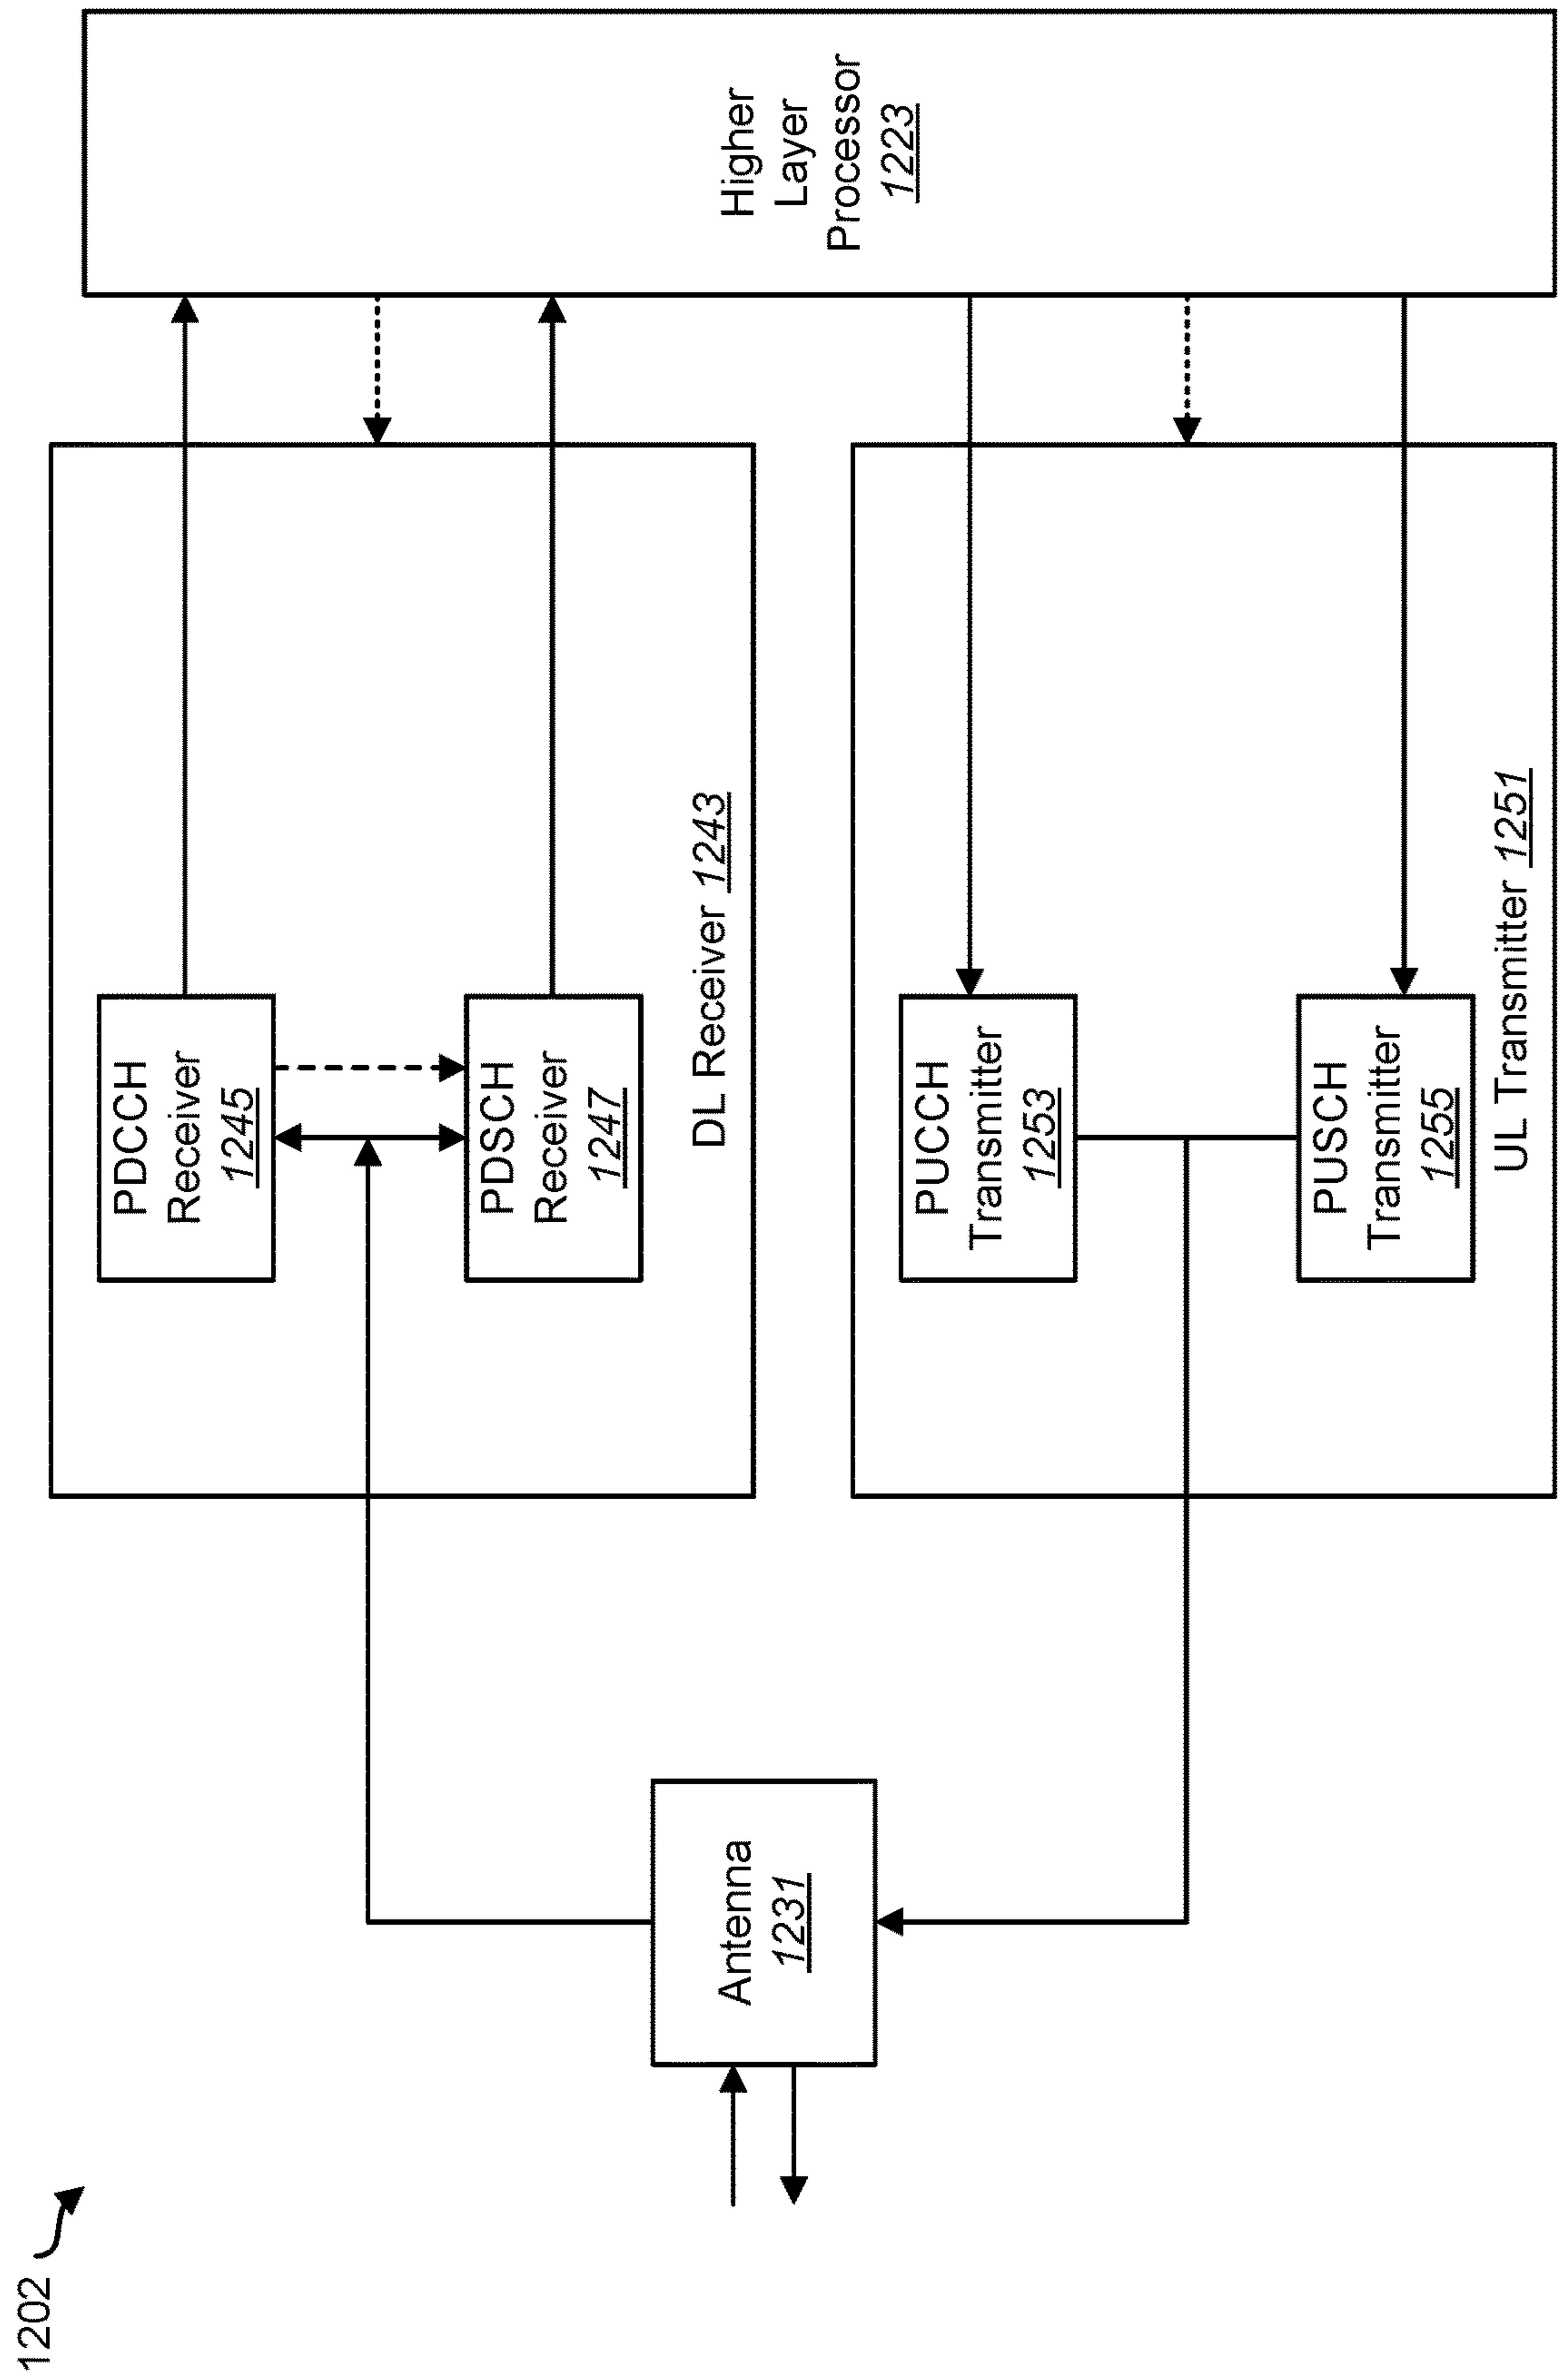 1202
Antenna
1231
PDCCH
Receiver
1245
PDSCH
Receiver
1247
DL Receiver 1243
PUCCH
Transmitter
1253
PUSCH
Transmitter
1255
UL Transmitter 1251
Higher
Layer
Processor
1223